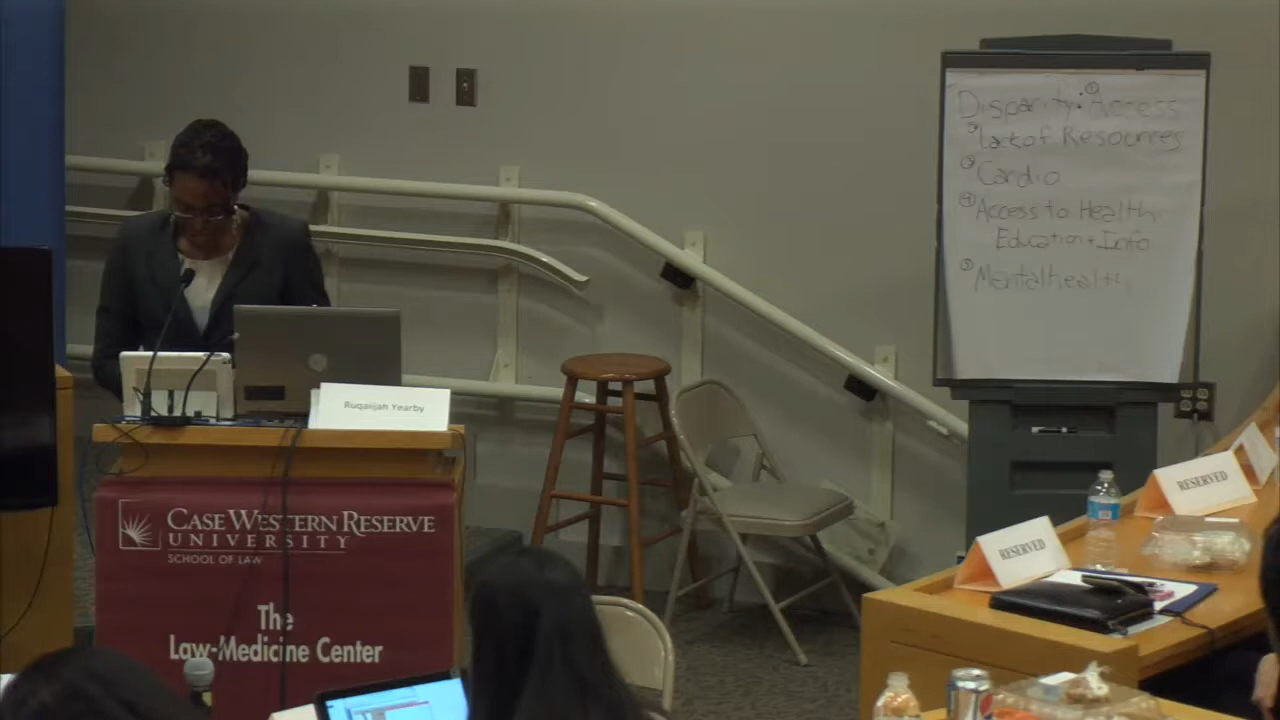 Disparity: ① Access
② lack of Resources
③ Cardio
④ Access to Health
Education + Info
⑤ Mental health
Ruqaiijah Yearby
CASE WESTERN RESERVE
UNIVERSITY
SCHOOL OF LAW
The
Law-Medicine Center
RESERVED
RESERVED